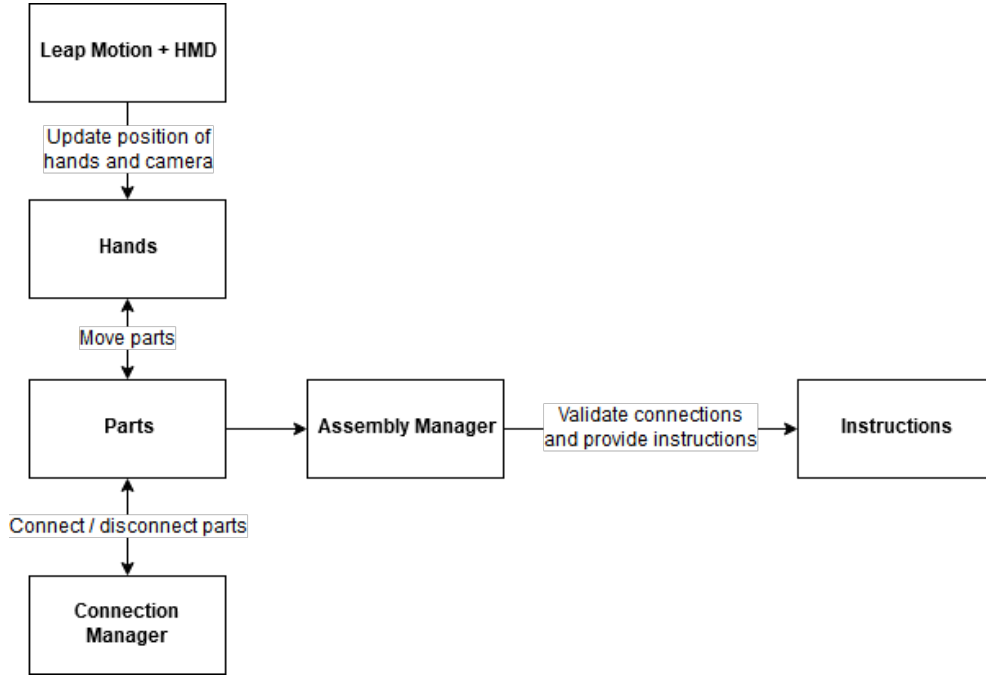 Leap Motion + HMD
Update position of
hands and camera
Hands
Move parts
Parts
Assembly Manager
Validate connections
and provide instructions
Instructions
Connect / disconnect parts
Connection
Manager